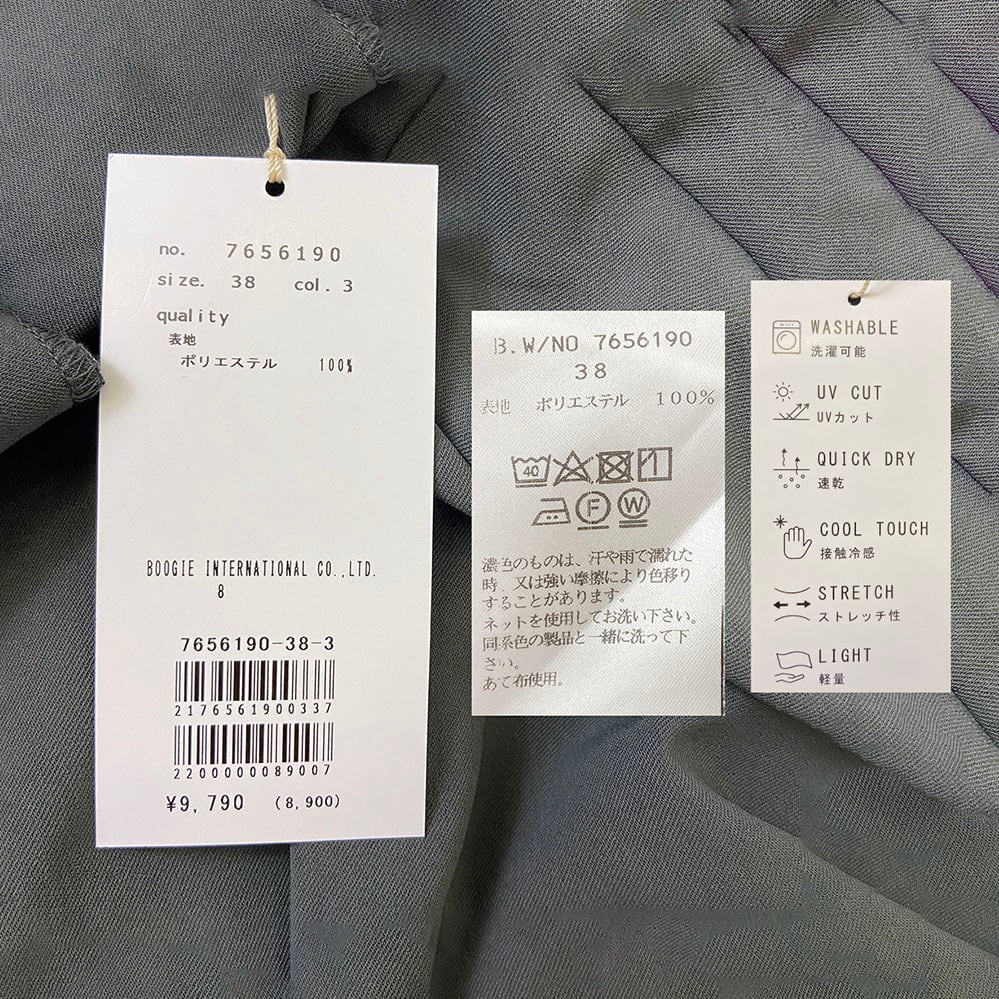 no. 7656190
size. 38 col. 3
quality
表地
ポリエステル 100%
BOOGIE INTERNATIONAL CO.,LTD.
8
7656190-38-3
2176561900337
2200000089007
¥9,790 (8,900)
B.W/NO 7656190
38
表地 ポリエステル 100%
40
F W
濃色のものは、汗や雨で濡れた
時、又は強い摩擦により色移り
することがあります。
ネットを使用してお洗い下さい。
同系色の製品と一緒に洗って下
さい。
あて布使用。
WASHABLE
洗濯可能
UV CUT
UVカット
QUICK DRY
速乾
COOL TOUCH
接触冷感
STRETCH
ストレッチ性
LIGHT
軽量